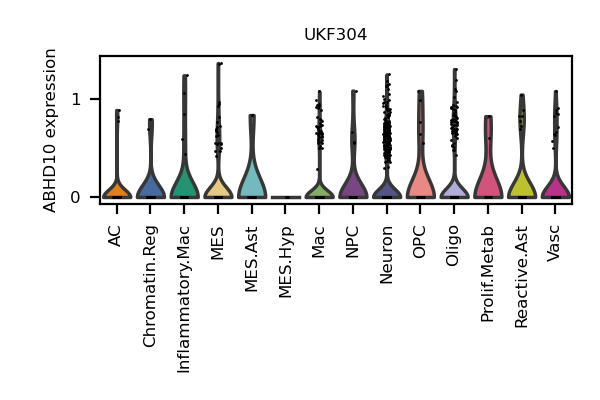 UKF304
ABHD10 expression
1
0
AC
Chromatin.Reg
Inflammatory.Mac
MES
MES.Ast
MES.Hyp
Mac
NPC
Neuron
OPC
Oligo
Prolif.Metab
Reactive.Ast
Vasc